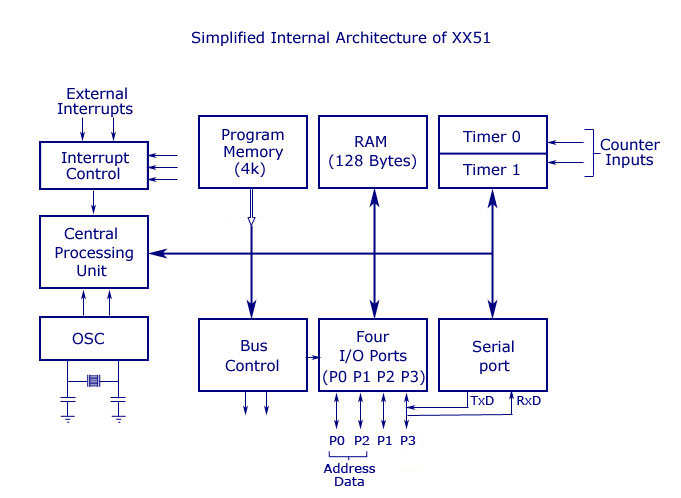 Simplified Internal Architecture of XX51
External
Interrupts
Interrupt
Control
Program
Memory
(4k)
RAM
(128 Bytes)
Timer 0
Timer 1
Counter
Inputs
Central
Processing
Unit
OSC
Bus
Control
Four
I/O Ports
(P0 P1 P2 P3)
Serial
port
TxD
RxD
P0 P2 P1 P3
Address
Data